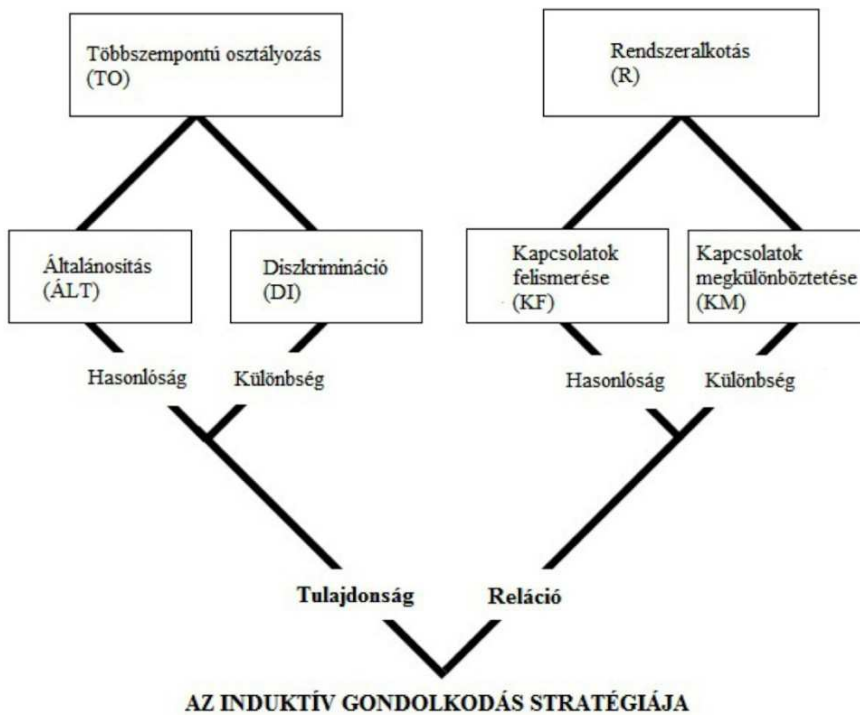 Többszempontú osztályozás
(TO)
Rendszeralkotás
(R)
Általánosítás
(ÁLT)
Diszkrimináció
(DI)
Kapcsolatok
felismerése
(KF)
Kapcsolatok
megkülönböztetése
(KM)
Hasonlóság
Különbség
Hasonlóság
Különbség
Tulajdonság
Reláció
AZ INDUKTÍV GONDOLKODÁS STRATÉGIÁJA